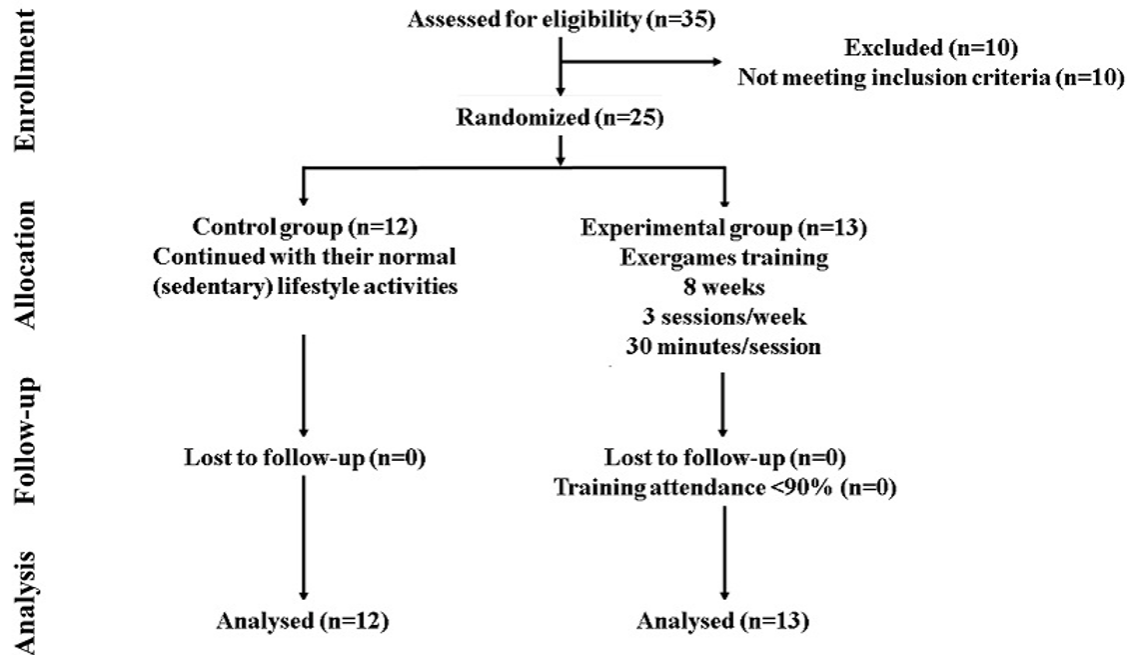 Enrollment
Assessed for eligibility (n=35)
Excluded (n=10)
Not meeting inclusion criteria (n=10)
Randomized (n=25)
Allocation
Control group (n=12)
Continued with their normal
(sedentary) lifestyle activities
Experimental group (n=13)
Exergames training
8 weeks
3 sessions/week
30 minutes/session
Follow-up
Lost to follow-up (n=0)
Lost to follow-up (n=0)
Training attendance <90% (n=0)
Analysis
Analysed (n=12)
Analysed (n=13)